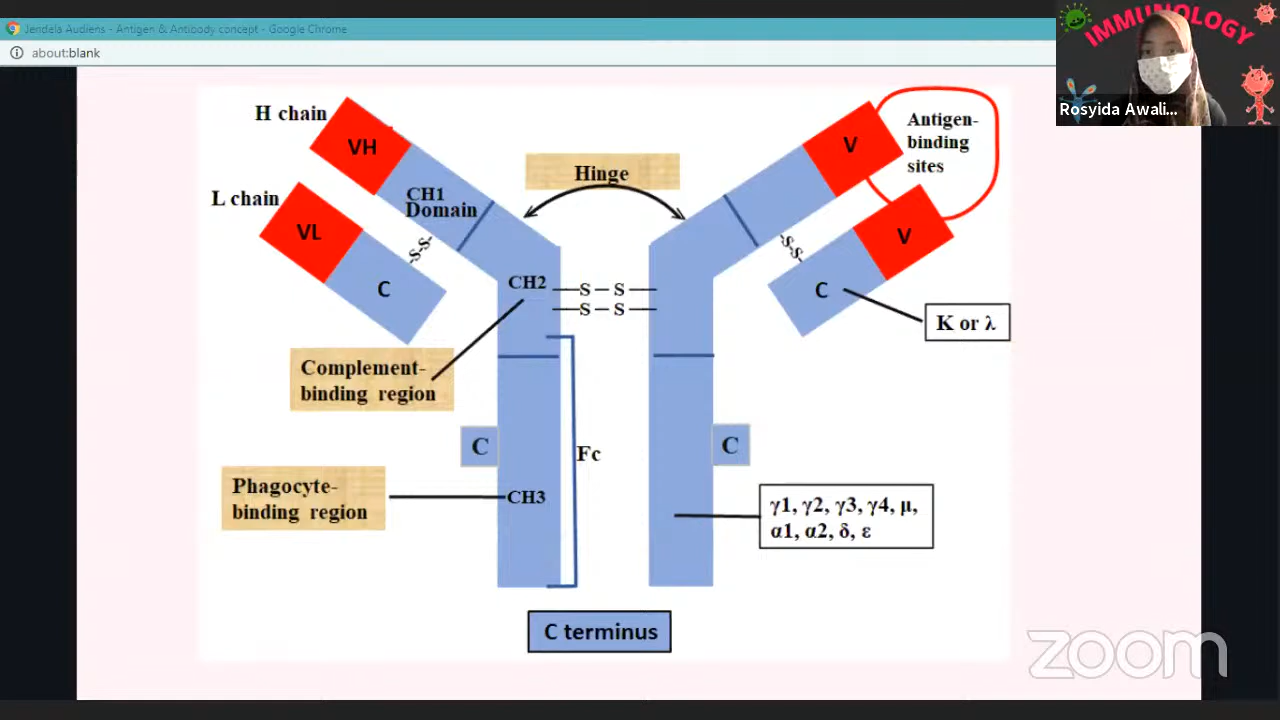 Jendela Audiens - Antigen & Antibody concept - Google Chrome
about:blank
IMMUNOLOGY
Rosyida Awali...
H chain
VH
CH1
Domain
L chain
VL
C
-S-S-
Hinge
V
Antigen-
binding
sites
V
-S-S-
C
K or λ
CH2
—S—S—
—S—S—
Complement-
binding region
C
Fc
C
Phagocyte-
binding region
CH3
γ1, γ2, γ3, γ4, μ,
α1, α2, δ, ε
C terminus
zoom